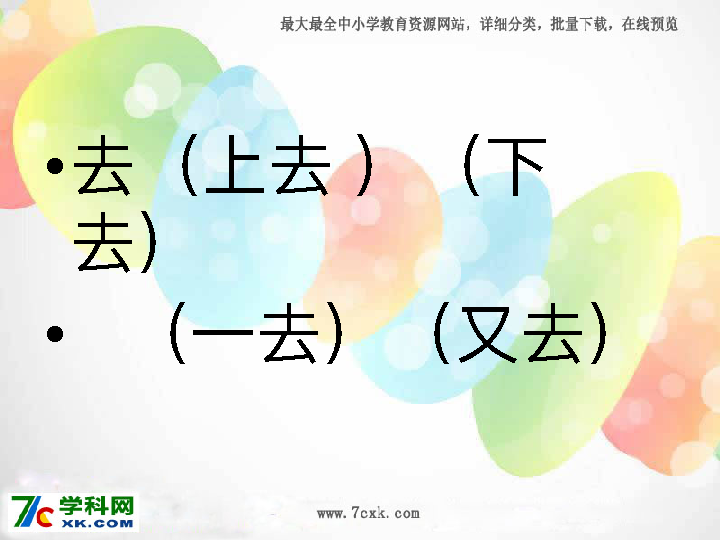 最大最全中小学教育资源网站，详细分类，批量下载，在线预览
•去（上去 ）（下
去）
•（一去）（又去）
7C 学科网
XK.COM
www.7cxk.com